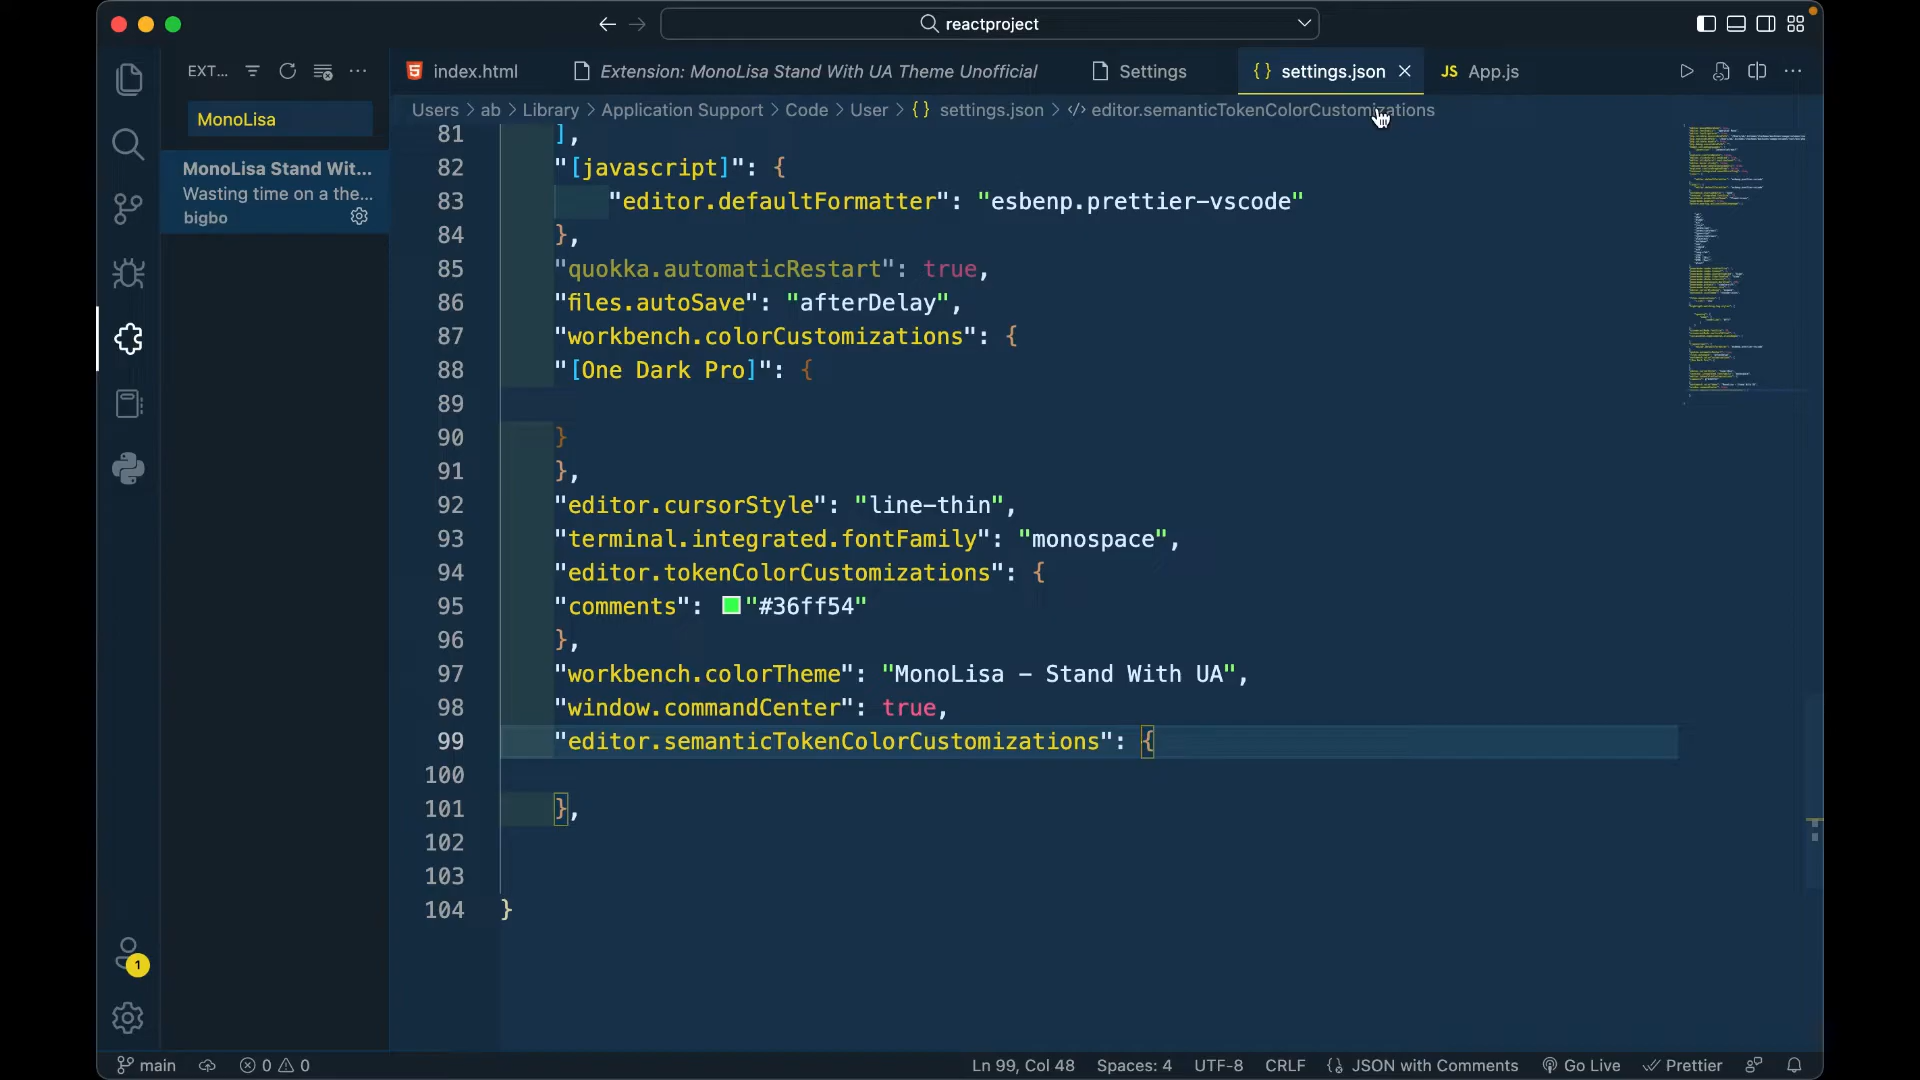 reactproject
EXT...
index.html
Extension: MonoLisa Stand With UA Theme Unofficial
Settings
{} settings.json
JS App.js
MonoLisa
Users > ab > Library > Application Support > Code > User > {} settings.json > editor.semanticTokenColorCustomizations
MonoLisa Stand Wit...
Wasting time on a the...
bigbo
81 ],
82 "[javascript]": {
83 "editor.defaultFormatter": "esbenp.prettier-vscode"
84 },
85 "quokka.automaticRestart": true,
86 "files.autoSave": "afterDelay",
87 "workbench.colorCustomizations": {
88 "[One Dark Pro]": {
89
90 }
91 },
92 "editor.cursorStyle": "line-thin",
93 "terminal.integrated.fontFamily": "monospace",
94 "editor.tokenColorCustomizations": {
95 "comments": "#36ff54"
96 },
97 "workbench.colorTheme": "MonoLisa - Stand With UA",
98 "window.commandCenter": true,
99 "editor.semanticTokenColorCustomizations": {
100
101 },
102
103
104 }
1
main
0 0
Ln 99, Col 48
Spaces: 4
UTF-8
CRLF
{} JSON with Comments
Go Live
Prettier